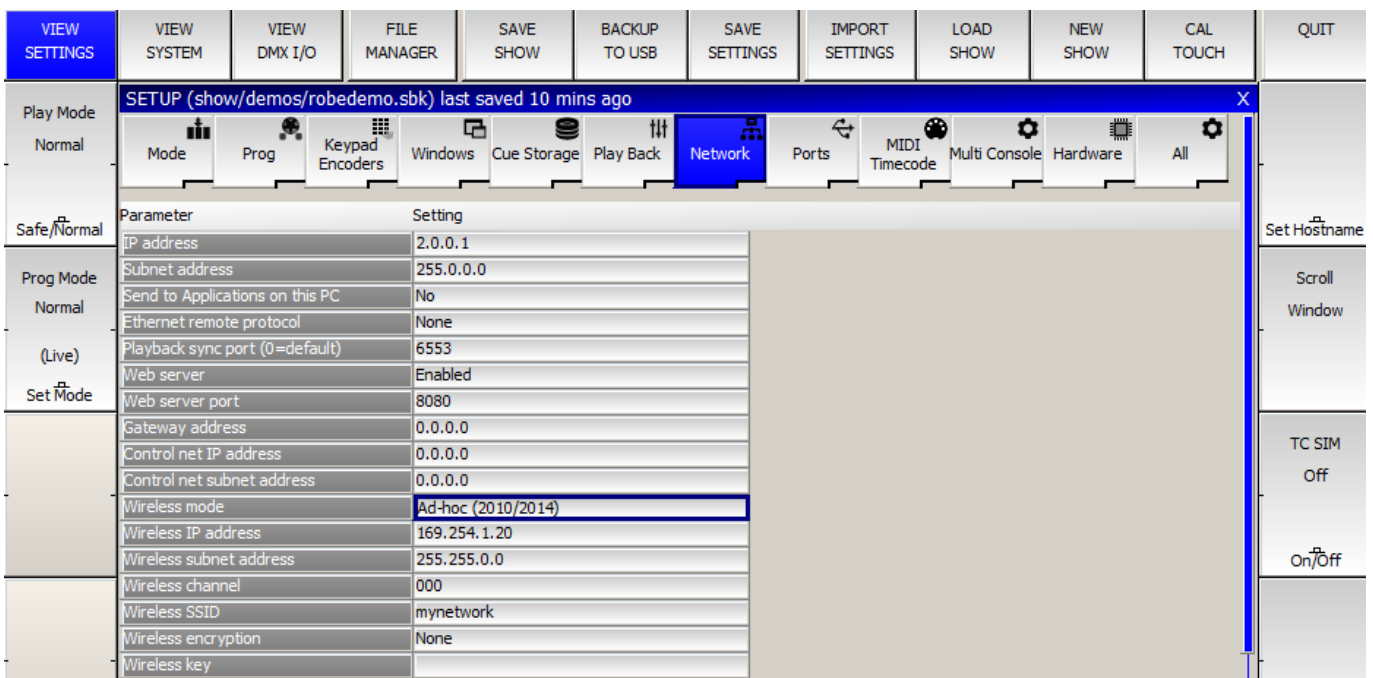 VIEW
SETTINGS
VIEW
SYSTEM
VIEW
DMX I/O
FILE
MANAGER
SAVE
SHOW
BACKUP
TO USB
SAVE
SETTINGS
IMPORT
SETTINGS
LOAD
SHOW
NEW
SHOW
CAL
TOUCH
QUIT
Play Mode
Normal
Safe/Normal
Prog Mode
Normal
(Live)
Set Mode
SETUP (show/demos/robedemo.sbk) last saved 10 mins ago X
Mode
Prog
Keypad
Encoders
Windows
Cue Storage
Play Back
Network
Ports
MIDI
Timecode
Multi Console
Hardware
All
Parameter Setting
IP address 2.0.0.1
Subnet address 255.0.0.0
Send to Applications on this PC No
Ethernet remote protocol None
Playback sync port (0=default) 6553
Web server Enabled
Web server port 8080
Gateway address 0.0.0.0
Control net IP address 0.0.0.0
Control net subnet address 0.0.0.0
Wireless mode Ad-hoc (2010/2014)
Wireless IP address 169.254.1.20
Wireless subnet address 255.255.0.0
Wireless channel 000
Wireless SSID mynetwork
Wireless encryption None
Wireless key
Set Hostname
Scroll
Window
TC SIM
Off
On/Off